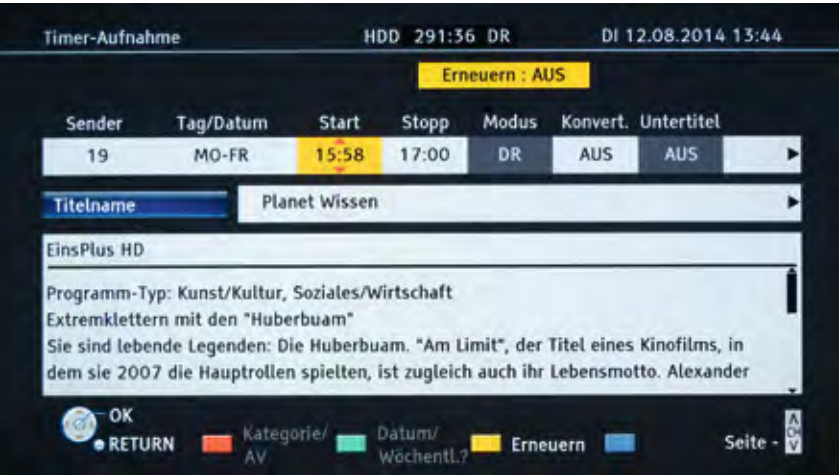 Timer-Aufnahme HDD 291:36 DR DI 12.08.2014 13:44
Erneuern : AUS
Sender Tag/Datum Start Stopp Modus Konvert. Untertitel
19 MO-FR 15:58 17:00 DR AUS AUS
Titelname Planet Wissen
EinsPlus HD
Programm-Typ: Kunst/Kultur, Soziales/Wirtschaft
Extremklettern mit den "Huberbuam"
Sie sind lebende Legenden: Die Huberbuam. "Am Limit", der Titel eines Kinofilms, in
dem sie 2007 die Hauptrollen spielten, ist zugleich auch ihr Lebensmotto. Alexander
OK
RETURN
Kategorie/
AV
Datum/
Wöchentl.?
Erneuern
Seite - CH